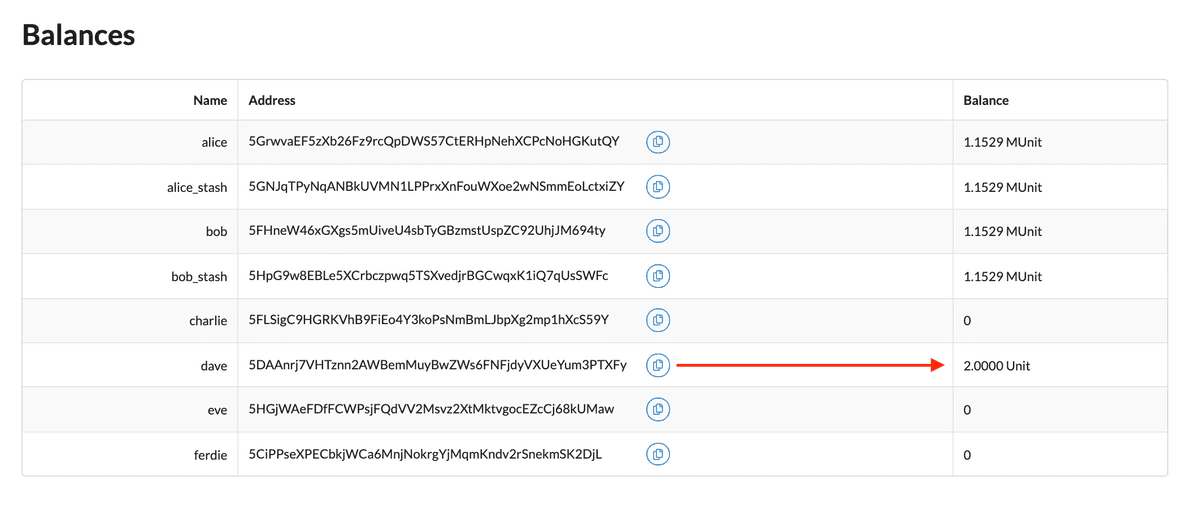 Balances
Name Address Balance
alice 5GrwvaEF5zXb26Fz9rcQpDWS57CtERHpNehXCPcNoHGKutQY 1.1529 MUnit
alice_stash 5GNJqTPyNqANBkUVMN1LPPrxXnFouWXoe2wNSmmEoLctxiZY 1.1529 MUnit
bob 5FHneW46xGXgs5mUiveU4sbTyGBzmstUspZC92UhjJM694ty 1.1529 MUnit
bob_stash 5HpG9w8EBLe5XCrbczpwq5TSXvedjrBGCwqxK1iQ7qUsSWFc 1.1529 MUnit
charlie 5FLSigC9HGRKVhB9FiEo4Y3koPsNmBmLJbpXg2mp1hXcS59Y 0
dave 5DAAnrj7VHTznn2AWBemMuyBwZWs6FNFjdyVXUeYum3PTXFy 2.0000 Unit
eve 5HGjWAeFDfFCWPsjFQdVV2Msvz2XtMktvgocEZcCj68kUMaw 0
ferdie 5CiPPseXPECbkjWCa6MnjNokrgYjMqmKndv2rSnekmSK2DjL 0